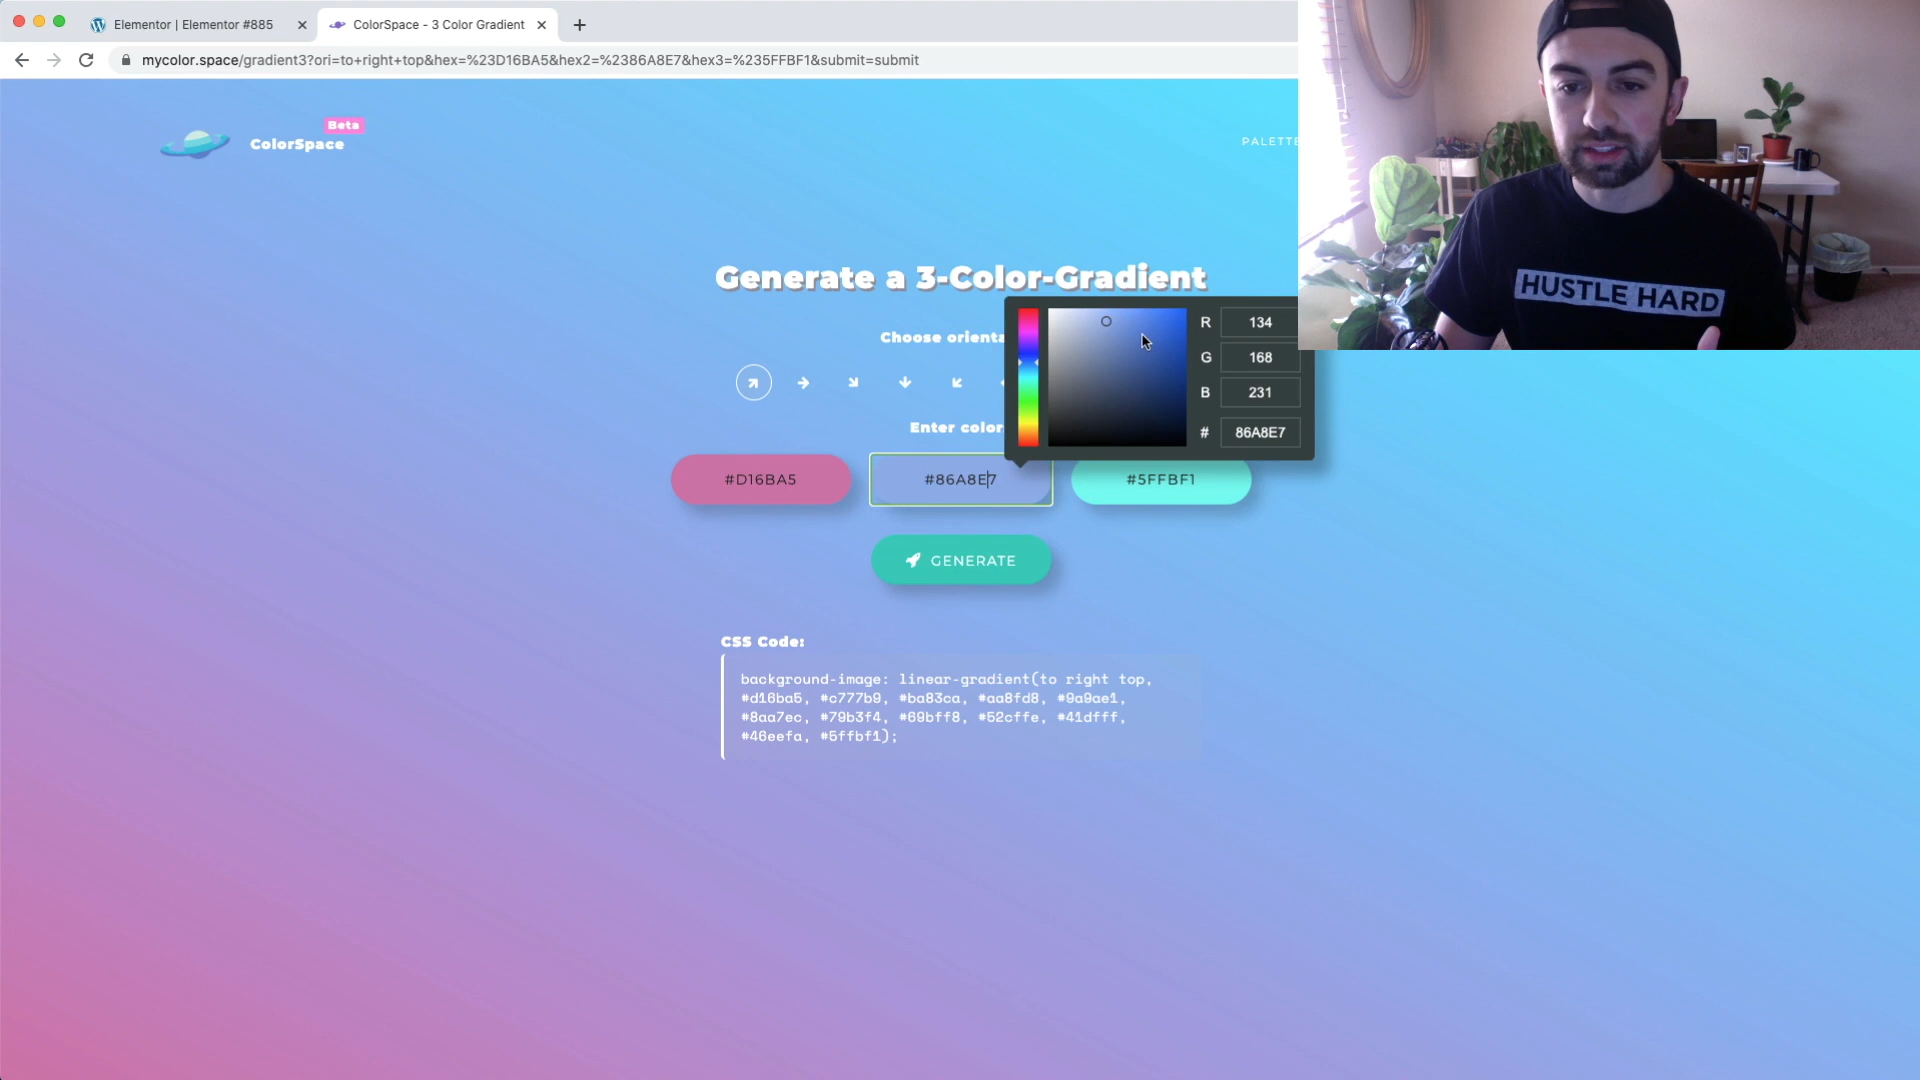 Elementor | Elementor #885
ColorSpace - 3 Color Gradient
mycolor.space/gradient3?ori=to+right+top&hex=%23D16BA5&hex2=%2386A8E7&hex3=%235FFBF1&submit=submit
Beta
ColorSpace
PALETTE
HUSTLE HARD
Generate a 3-Color-Gradient
Choose orienta
R 134
G 168
B 231
# 86A8E7
Enter color
#D16BA5
#86A8E7
#5FFBF1
GENERATE
CSS Code:
background-image: linear-gradient(to right top,
#d16ba5, #c777b9, #ba83ca, #aa8fd8, #9a9ae1,
#8aa7ec, #79b3f4, #69bff8, #52cffe, #41dfff,
#46eefa, #5ffbf1);